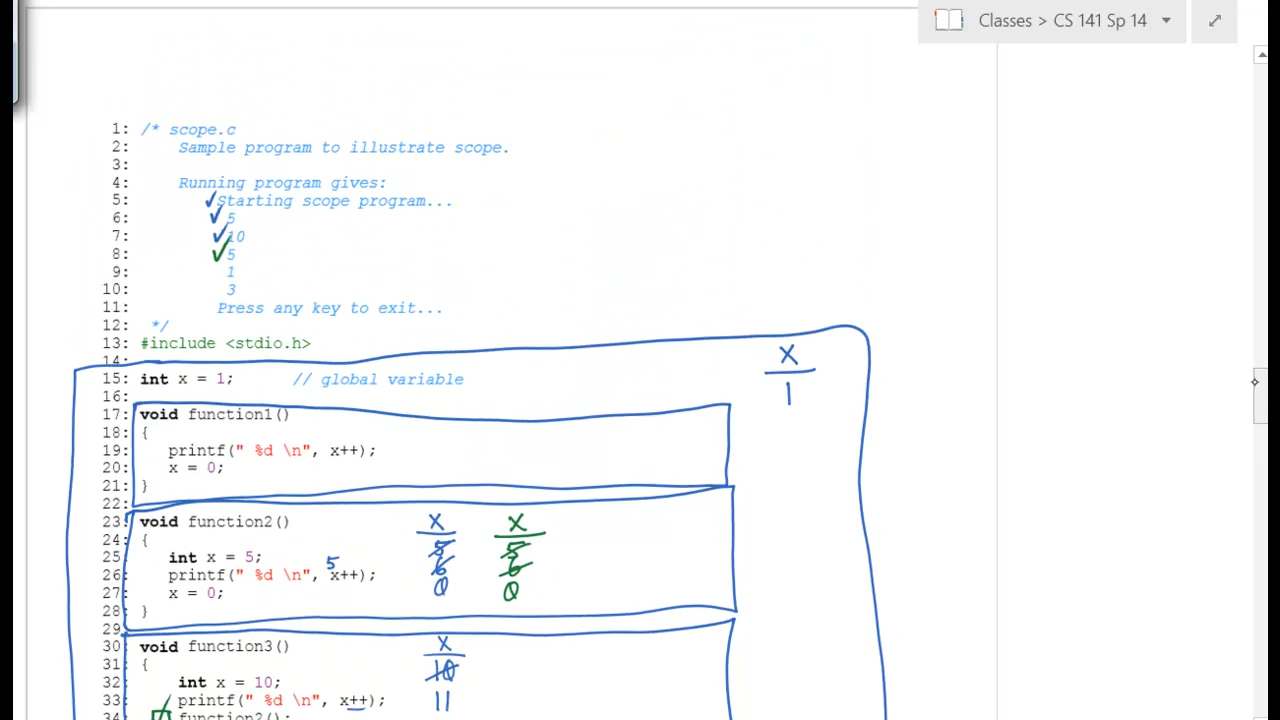 Classes > CS 141 Sp 14
1: /* scope.c
2: Sample program to illustrate scope.
3:
4: Running program gives:
5: Starting scope program...
6: 5
7: 10
8: 5
9: 1
10: 3
11: Press any key to exit...
12: */
13: #include <stdio.h>
14:
X
15: int x = 1; // global variable
1
16:
17: void function1()
18: {
19: printf(" %d \n", x++);
20: x = 0;
21: }
22:
23: void function2() X X
24: {
25: int x = 5; 5 5
5
26: printf(" %d \n", x++); 6 6
27: x = 0; 0 0
28: }
29:
30: void function3() X
31: {
10
32: int x = 10;
33: printf(" %d \n", x++); 11
34: function2();